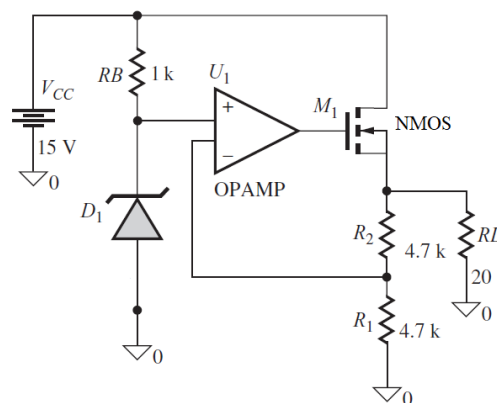 RB 1 k
U1
VCC
15 V
0
+
−
OPAMP
M1
NMOS
D1
0
R2
4.7 k
RL
20
0
R1
4.7 k
0